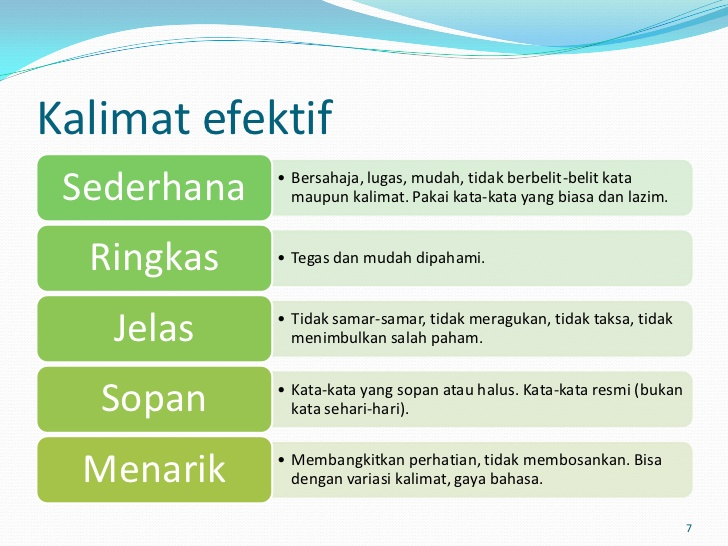 Kalimat efektif
Sederhana
• Bersahaja, lugas, mudah, tidak berbelit-belit kata
maupun kalimat. Pakai kata-kata yang biasa dan lazim.
Ringkas
• Tegas dan mudah dipahami.
Jelas
• Tidak samar-samar, tidak meragukan, tidak taksa, tidak
menimbulkan salah paham.
Sopan
• Kata-kata yang sopan atau halus. Kata-kata resmi (bukan
kata sehari-hari).
Menarik
• Membangkitkan perhatian, tidak membosankan. Bisa
dengan variasi kalimat, gaya bahasa.
7